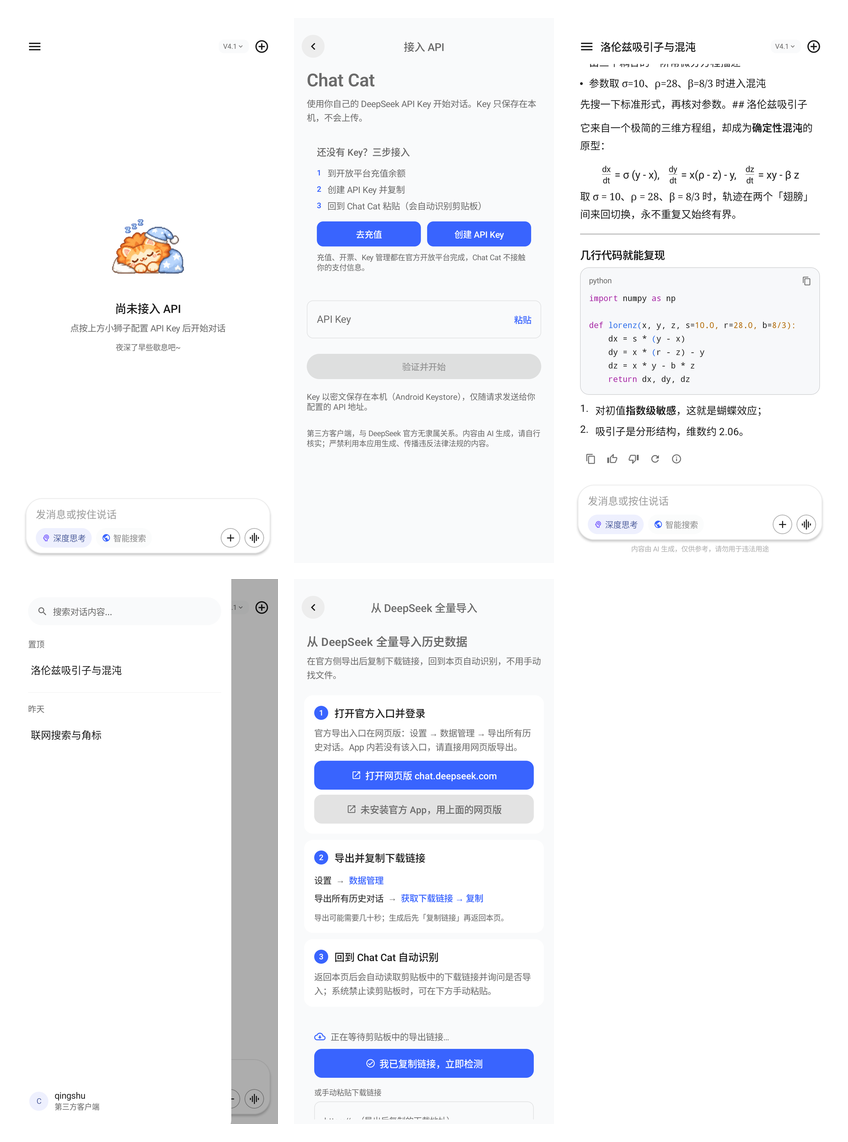 V4.1
zzz
尚未接入 API
点按上方小狮子配置 API Key 后开始对话
夜深了早些歇息吧~
发消息或按住说话
深度思考
智能搜索
接入 API
Chat Cat
使用你自己的 DeepSeek API Key 开始对话。Key 只保存在本
机，不会上传。
还没有 Key？三步接入
1 到开放平台充值余额
2 创建 API Key 并复制
3 回到 Chat Cat 粘贴（会自动识别剪贴板）
去充值
创建 API Key
充值、开票、Key 管理都在官方开放平台完成，Chat Cat 不接触
你的支付信息。
API Key
粘贴
验证并开始
Key 以密文保存在本机（Android Keystore），仅随请求发送给你
配置的 API 地址。
第三方客户端，与 DeepSeek 官方无隶属关系。内容由 AI 生成，请自行
核实；严禁利用本应用生成、传播违反法律法规的内容。
洛伦兹吸引子与混沌
V4.1
• 参数取 σ=10、ρ=28、β=8/3 时进入混沌
先搜一下标准形式，再核对参数。## 洛伦兹吸引子
它来自一个极简的三维方程组，却成为确定性混沌的
原型：
dx/dt = σ (y - x), dy/dt = x(ρ - z) - y, dz/dt = xy - β z
取 σ = 10、ρ = 28、β = 8/3 时，轨迹在两个「翅膀」
间来回切换，永不重复又始终有界。
几行代码就能复现
python
import numpy as np
def lorenz(x, y, z, s=10.0, r=28.0, b=8/3):
dx = s * (y - x)
dy = x * (r - z) - y
dz = x * y - b * z
return dx, dy, dz
1. 对初值指数级敏感，这就是蝴蝶效应；
2. 吸引子是分形结构，维数约 2.06。
发消息或按住说话
深度思考
智能搜索
内容由 AI 生成，仅供参考，请勿用于违法用途
搜索对话内容...
.1
置顶
洛伦兹吸引子与混沌
昨天
联网搜索与角标
C
qingshu
第三方客户端
从 DeepSeek 全量导入
从 DeepSeek 全量导入历史数据
在官方侧导出后复制下载链接，回到本页自动识别，不用手动
找文件。
1 打开官方入口并登录
官方导出入口在网页版：设置 → 数据管理 → 导出所有历
史对话。App 内若没有该入口，请直接用网页版导出。
打开网页版 chat.deepseek.com
未安装官方 App，用上面的网页版
2 导出并复制下载链接
设置 → 数据管理
导出所有历史对话 → 获取下载链接 → 复制
导出可能需要几十秒；生成后先「复制链接」再返回本页。
3 回到 Chat Cat 自动识别
返回本页后会自动读取剪贴板中的下载链接并询问是否导
入；系统禁止读剪贴板时，可在下方手动粘贴。
正在等待剪贴板中的导出链接...
我已复制链接，立即检测
或手动粘贴下载链接